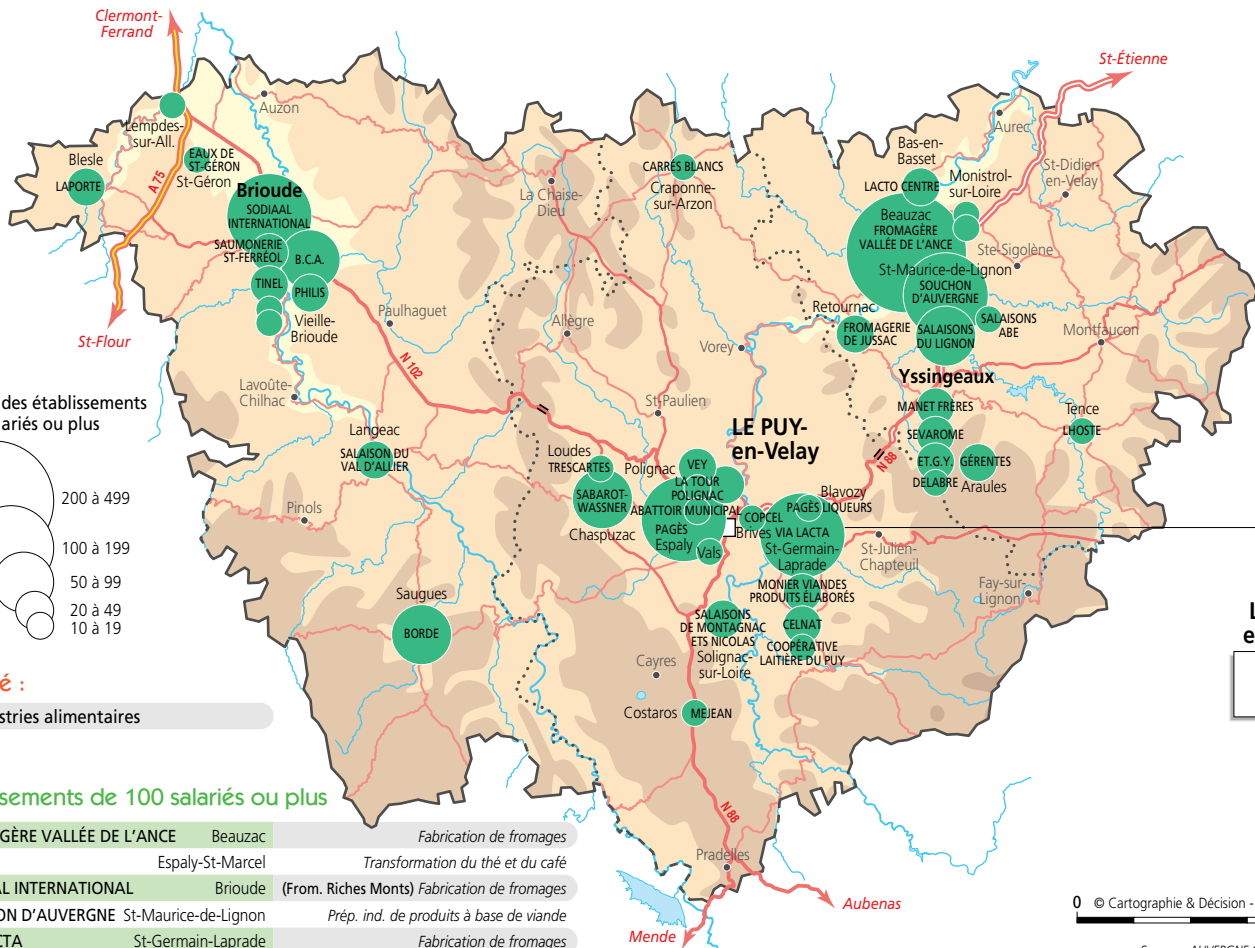 Clermont-
Ferrand
St-Étienne
Auzon
Aurec
Lempdes-
sur-All.
Bas-en-
Basset
Blesle
EAUX DE
ST-GÉRON
St-Géron
CARRÉS BLANCS
Craponne-
sur-Arzon
St-Didier-
en-Velay
LAPORTE
A 75
Brioude
SODIAAL
INTERNATIONAL
La Chaise-
Dieu
LACTO CENTRE
Monistrol-
sur-Loire
Beauzac
FROMAGÈRE
VALLÉE DE L'ANCE
Ste-Sigolène
SAUMONERIE
ST-FERRÉOL
B.C.A.
St-Maurice-de-Lignon
SOUCHON
D'AUVERGNE
TINEL
PHILIS
Vieille-
Brioude
Paulhaguet
Allègre
Retournac
FROMAGERIE
DE JUSSAC
SALAISONS
DU LIGNON
SALAISONS
ABE
Montfaucon
St-Flour
N 102
Vorey
Yssingeaux
Lavoûte-
Chilhac
des établissements
ariés ou plus
St-Paulien
MANET FRÈRES
Tence
LHOSTE
Langeac
SALAISON DU
VAL D'ALLIER
LE PUY-
en-Velay
SEVAROME
Loudes
TRESCARTES
Polignac
VEY
LA TOUR
POLIGNAC
N 88
ET.G.Y.
GÉRENTES
DELABRE
Araules
200 à 499
Pinols
SABAROT-
WASSNER
ABATTOIR MUNICIPAL
Blavozy
PAGÈS LIQUEURS
COPCEL
Chaspuzac
PAGÈS
Espaly
Brives
VIA LACTA
St-Germain-
Laprade
100 à 199
Vals
St-Julien-
Chapteuil
50 à 99
MONIER VIANDES
PRODUITS ÉLABORÉS
Fay-sur-
Lignon
Saugues
20 à 49
10 à 19
BORDE
SALAISONS
DE MONTAGNAC
ETS NICOLAS
Solignac-
sur-Loire
CELNAT
COOPÉRATIVE
LAITIÈRE DU PUY
L
e
Cayres
é :
stries alimentaires
Costaros
MEJEAN
N 88
sements de 100 salariés ou plus
GÈRE VALLÉE DE L'ANCE Beauzac Fabrication de fromages
Espaly-St-Marcel Transformation du thé et du café
L INTERNATIONAL Brioude (From. Riches Monts) Fabrication de fromages
ON D'AUVERGNE St-Maurice-de-Lignon Prép. ind. de produits à base de viande
CTA St-Germain-Laprade Fabrication de fromages
Pradelles
Aubenas
Mende
0 © Cartographie & Décision -